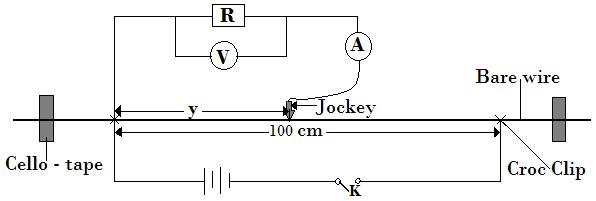 R
V
A
Bare wire
y
Jockey
100 cm
Cello - tape
Croc Clip
K